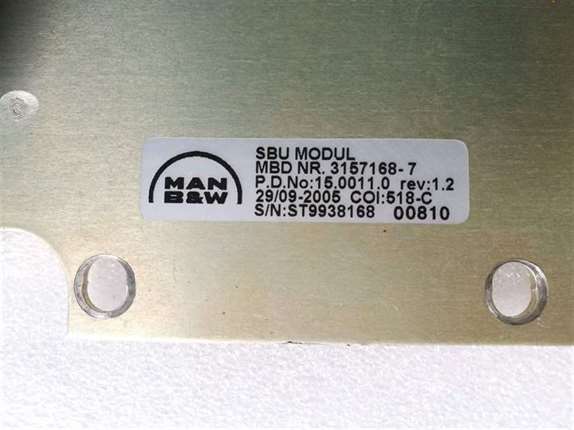 MAN
B&W
SBU MODUL
MBD NR. 3157168-7
P.D.No:15.0011.0 rev:1.2
29/09-2005 COI:518-C
S/N:ST9938168 00810